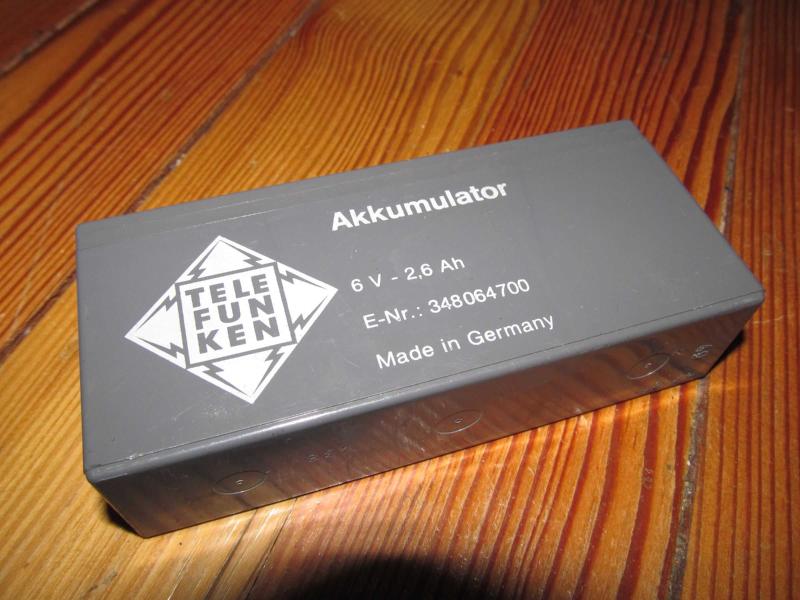 TELE
FUN
KEN
Akkumulator
6 V - 2,6 Ah
E-Nr.: 348064700
Made in Germany